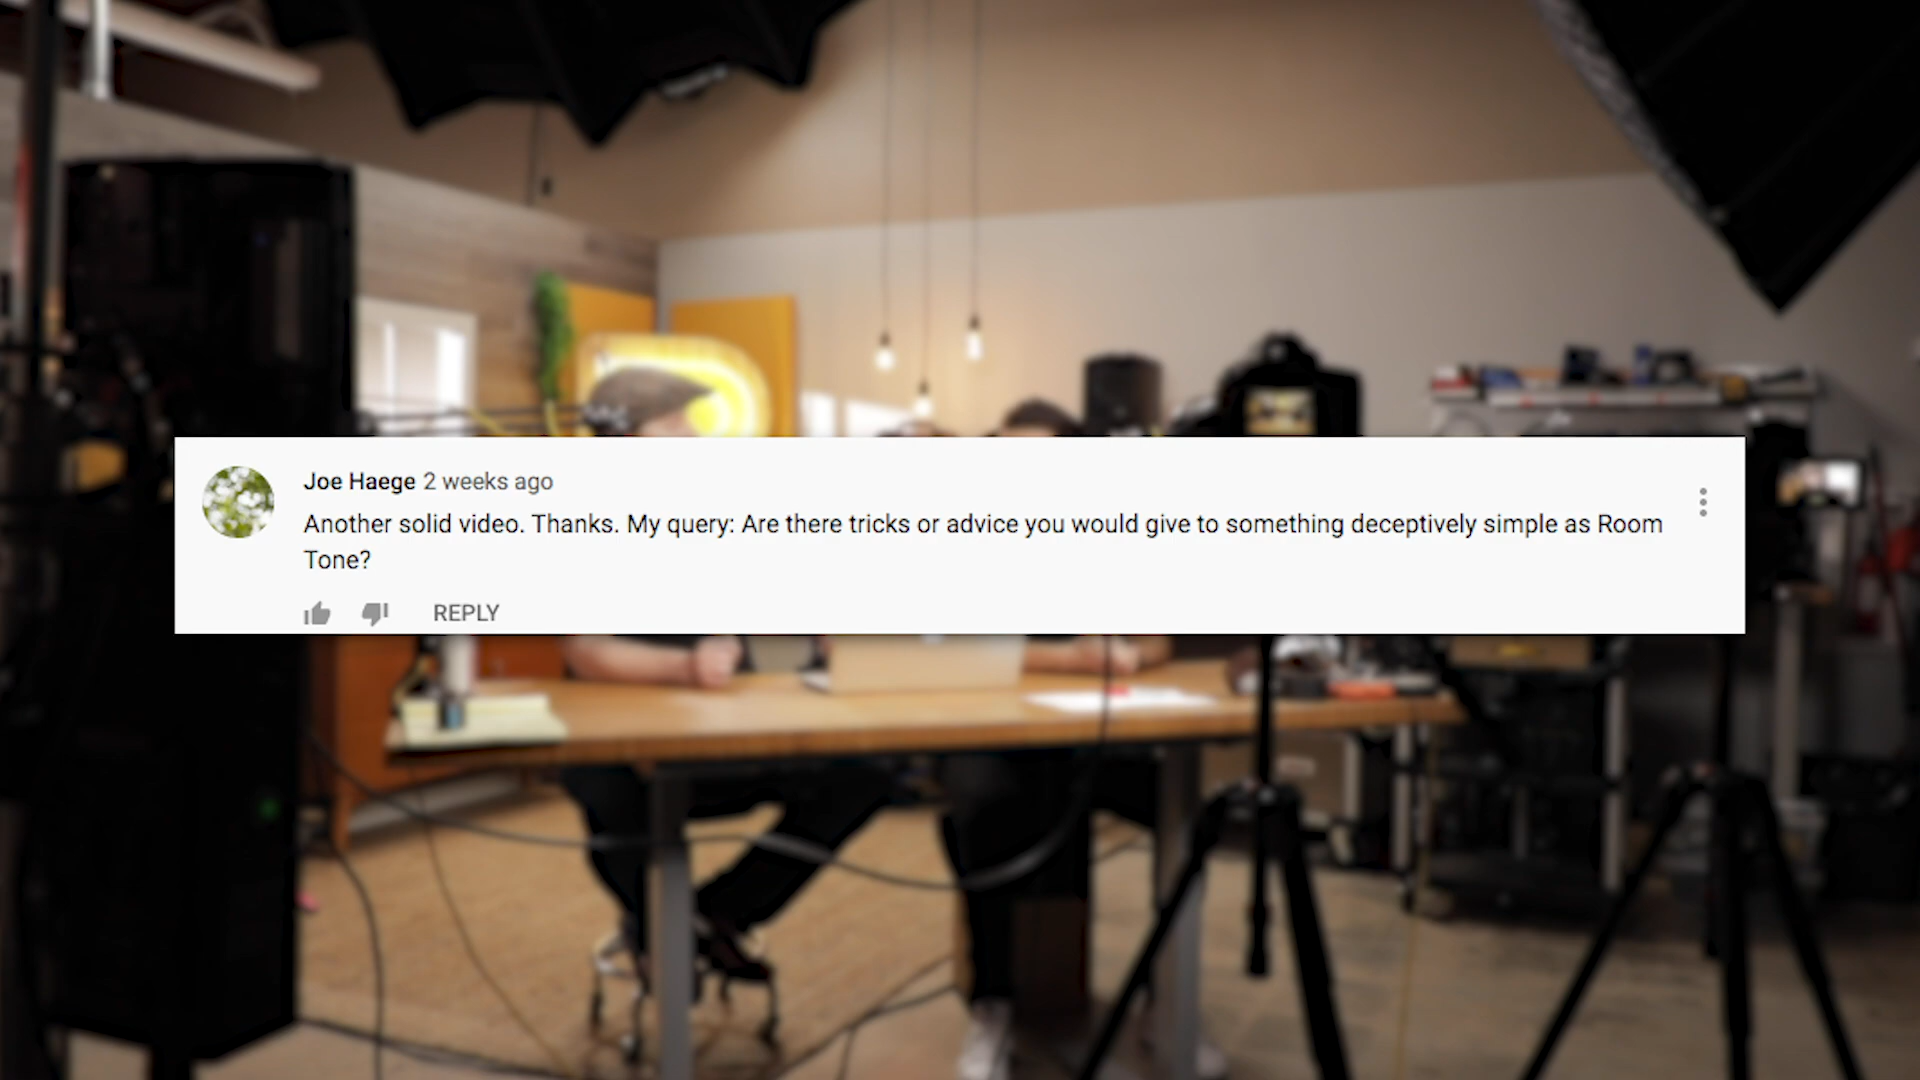 Joe Haege 2 weeks ago
Another solid video. Thanks. My query: Are there tricks or advice you would give to something deceptively simple as Room
Tone?
REPLY